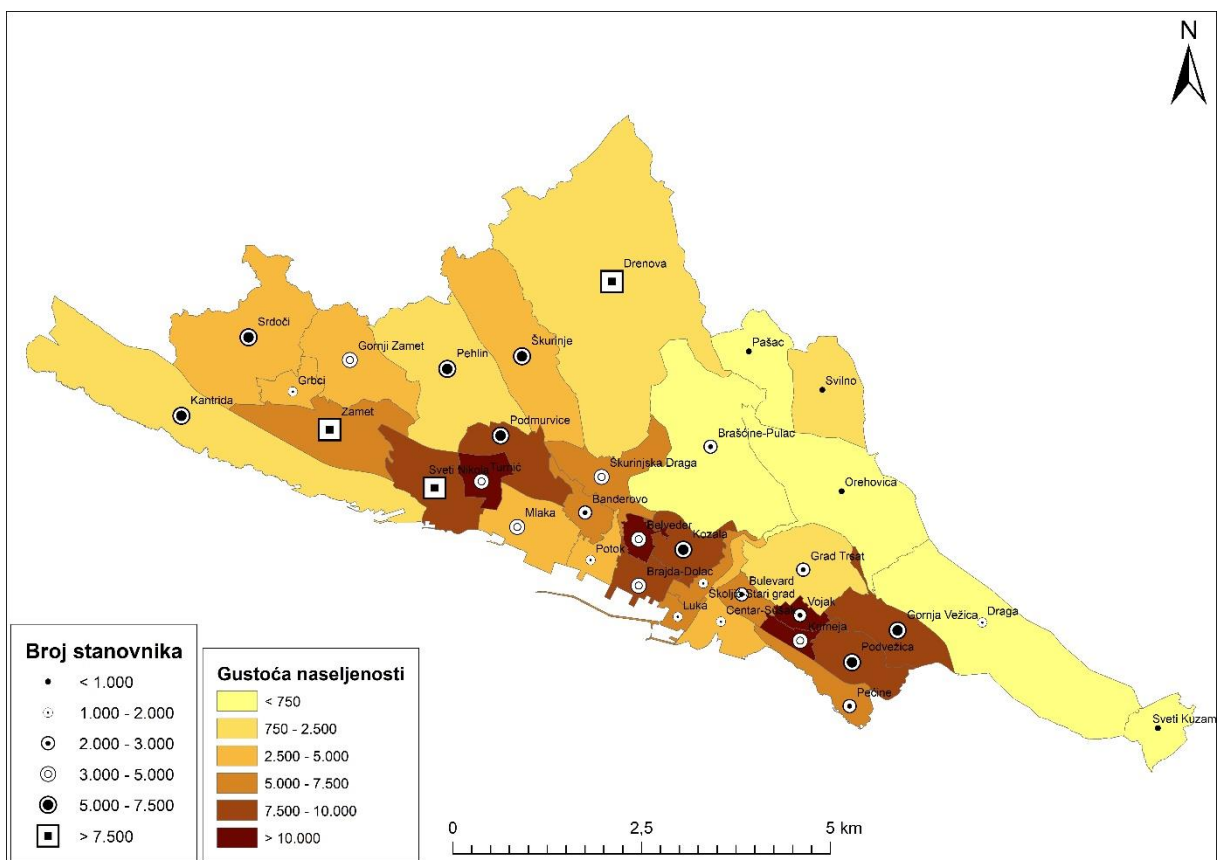 N
Drenova
Pašac
Srdoči
Gornji Zamet
Pehlin
Škurinje
Svilno
Grbci
Kantrida
Zamet
Podmurvice
Brašćine-Pulac
Sveti Nikola
Turnić
Škurinjska Draga
Orehovica
Banderovo
Mlaka
Belveder
Kozala
Potok
Grad Trsat
Brajda-Dolac
Bulevard
Školjić-Stari grad
Luka
Centar-Sušak
Vojak
Krimeja
Gornja Vežica
Draga
Podvežica
Pećine
Sveti Kuzam
Broj stanovnika
< 1.000
1.000 - 2.000
2.000 - 3.000
3.000 - 5.000
5.000 - 7.500
> 7.500
Gustoća naseljenosti
< 750
750 - 2.500
2.500 - 5.000
5.000 - 7.500
7.500 - 10.000
> 10.000
0 2,5 5 km